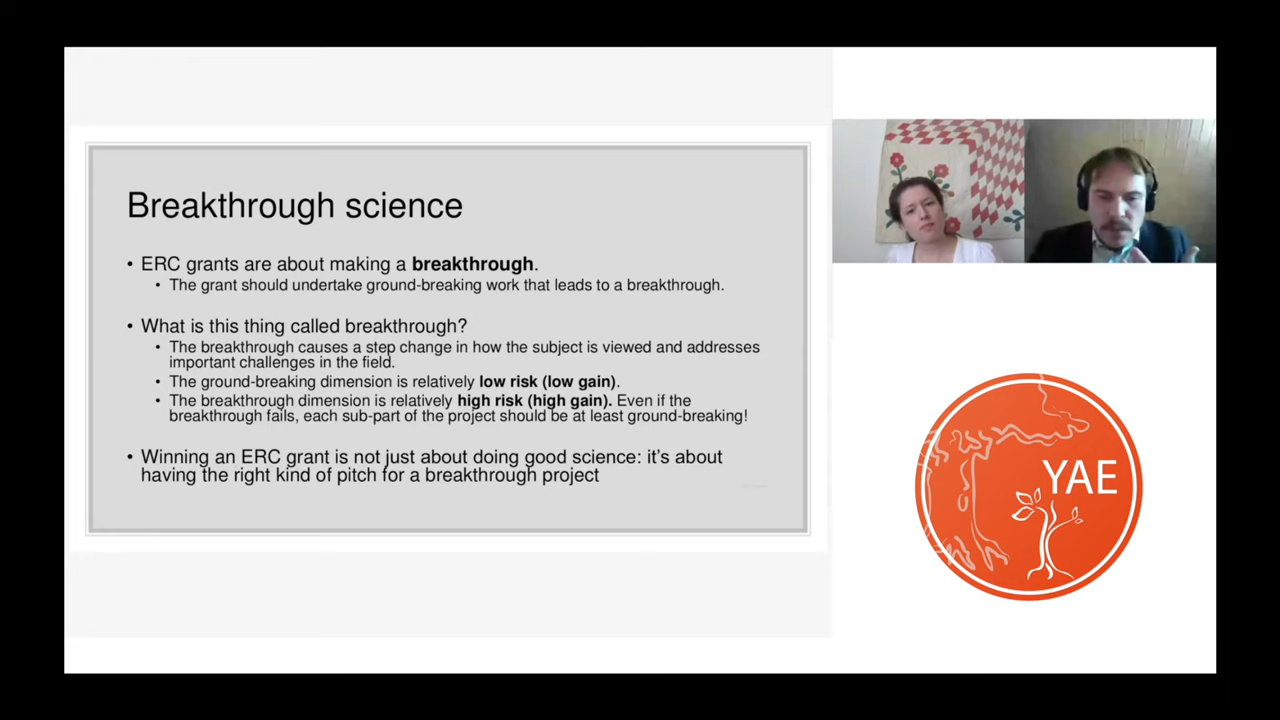 Breakthrough science
• ERC grants are about making a breakthrough.
• The grant should undertake ground-breaking work that leads to a breakthrough.
• What is this thing called breakthrough?
• The breakthrough causes a step change in how the subject is viewed and addresses
important challenges in the field.
• The ground-breaking dimension is relatively low risk (low gain).
• The breakthrough dimension is relatively high risk (high gain). Even if the
breakthrough fails, each sub-part of the project should be at least ground-breaking!
• Winning an ERC grant is not just about doing good science: it’s about
having the right kind of pitch for a breakthrough project
YAE